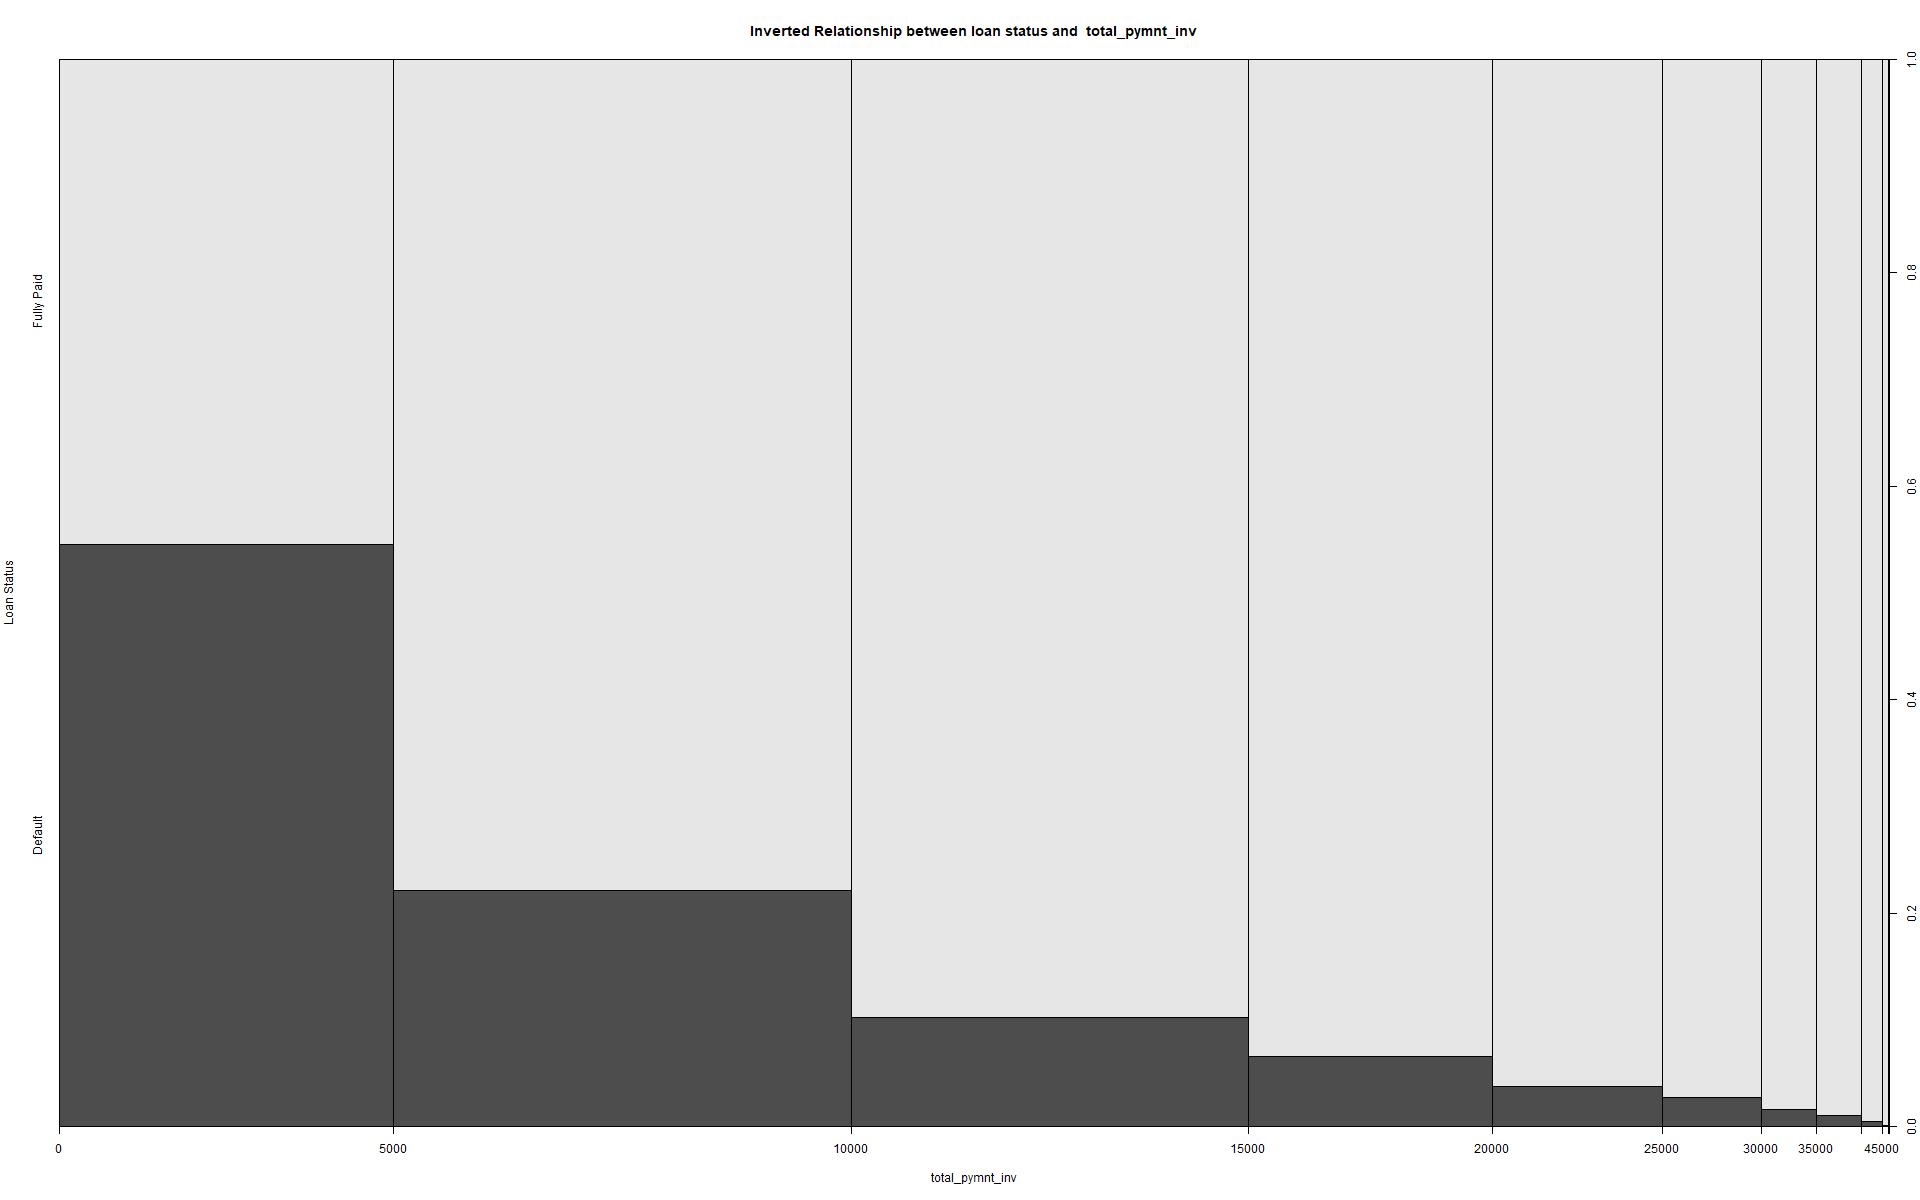 Inverted Relationship between loan status and  total_pymnt_inv
Fully Paid
Default
Loan Status
1.0
0.8
0.6
0.4
0.2
0.0
0 5000 10000 15000 20000 25000 30000 35000 45000
total_pymnt_inv